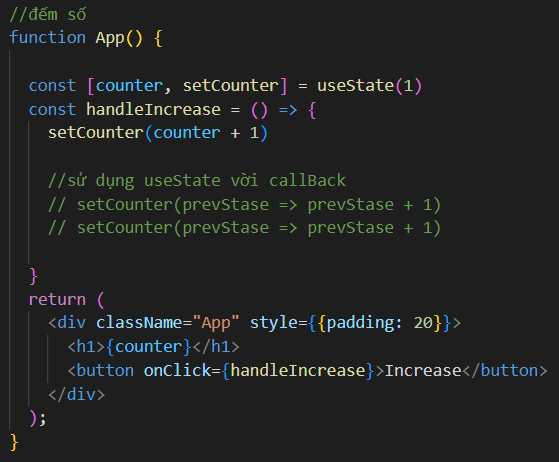 //đếm số
function App() {
const [counter, setCounter] = useState(1)
const handleIncrease = () => {
setCounter(counter + 1)
//sử dụng useState vời callBack
// setCounter(prevStase => prevStase + 1)
// setCounter(prevStase => prevStase + 1)
}
return (
<div className="App" style={{padding: 20}}>
<h1>{counter}</h1>
<button onClick={handleIncrease}>Increase</button>
</div>
);
}